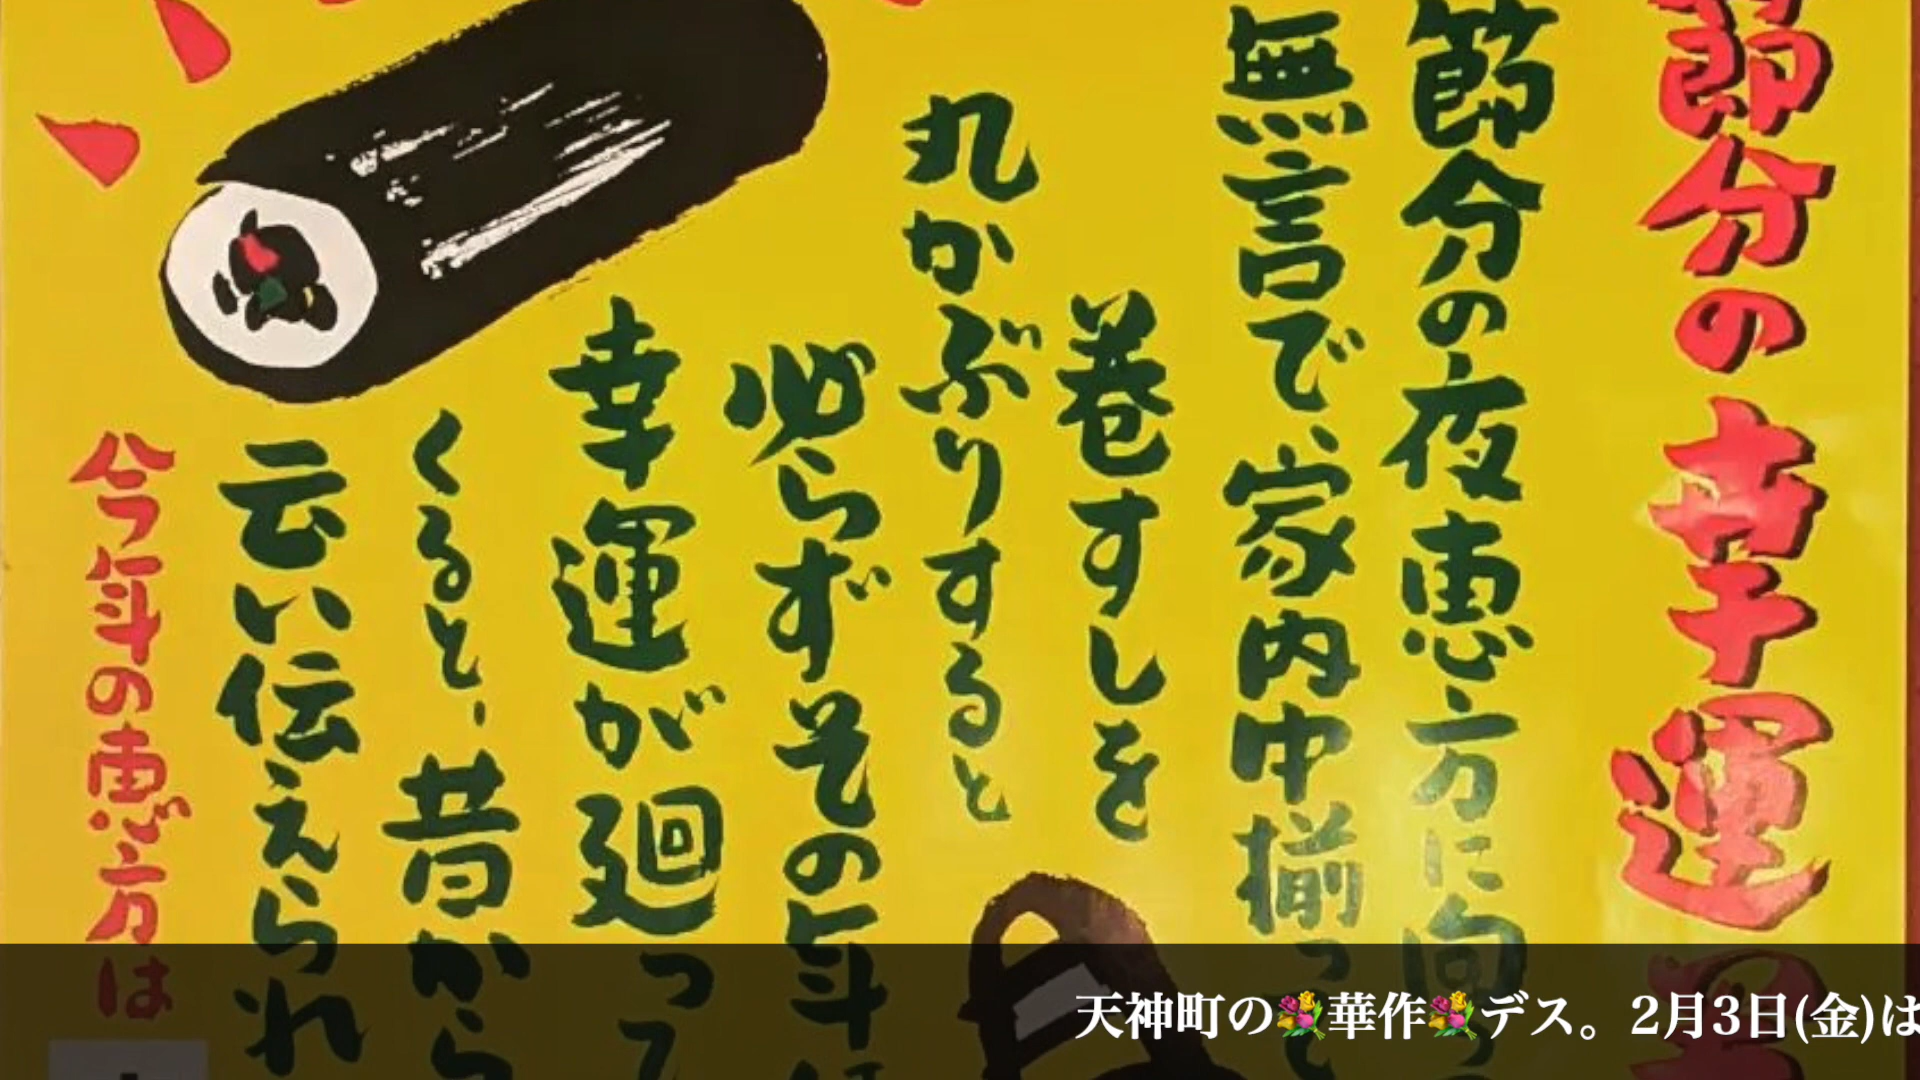 節分の幸運
節分の夜恵方に向っ
無言で、家内中揃って
巻すしを
丸かぶりすると
必らずその年は
幸運が廻って
くると、昔から
云い伝えられ
今年の恵方は
天神町の💐華作💐デス。2月3日(金)は